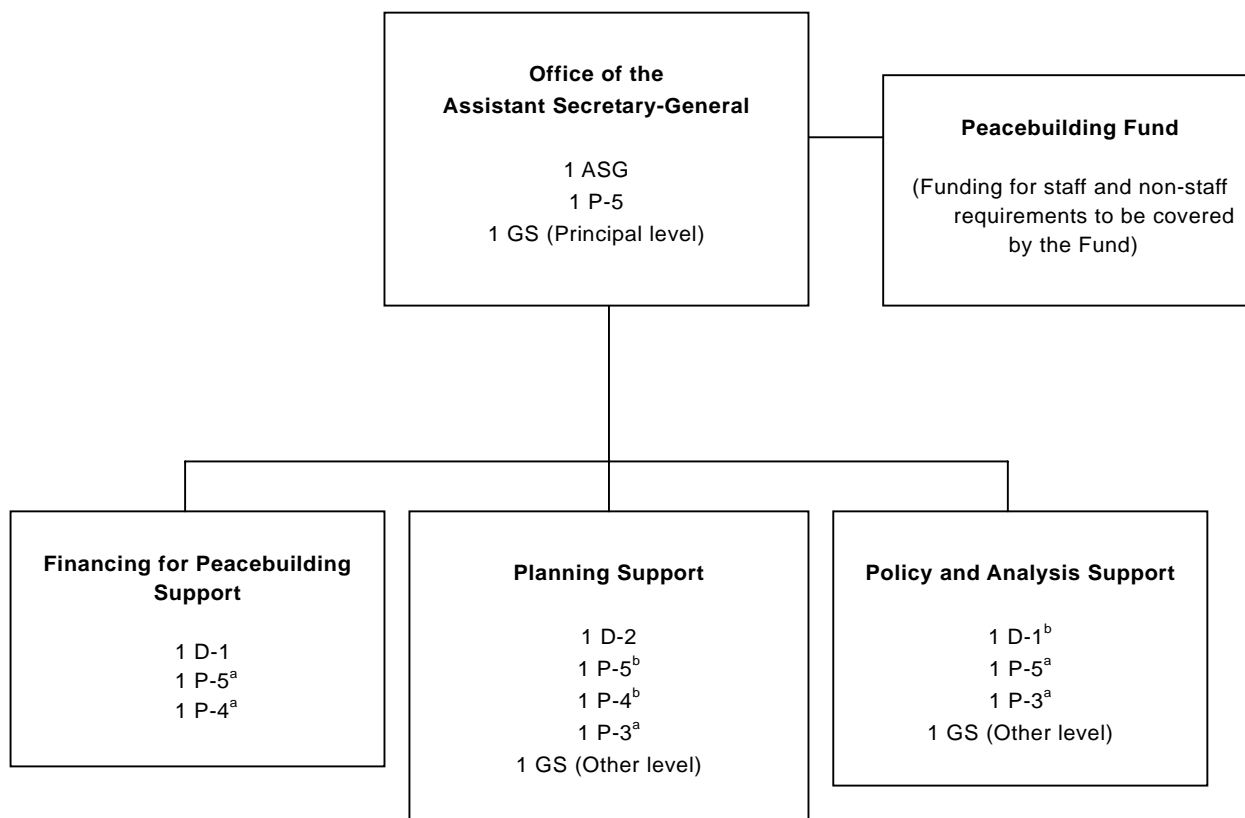 Office of the
Assistant Secretary-General
1 ASG
1 P-5
1 GS (Principal level)
Peacebuilding Fund
(Funding for staff and non-staff
requirements to be covered
by the Fund)
Financing for Peacebuilding
Support
1 D-1
1 P-5ᵃ
1 P-4ᵃ
Planning Support
1 D-2
1 P-5ᵇ
1 P-4ᵇ
1 P-3ᵃ
1 GS (Other level)
Policy and Analysis Support
1 D-1ᵇ
1 P-5ᵃ
1 P-3ᵃ
1 GS (Other level)